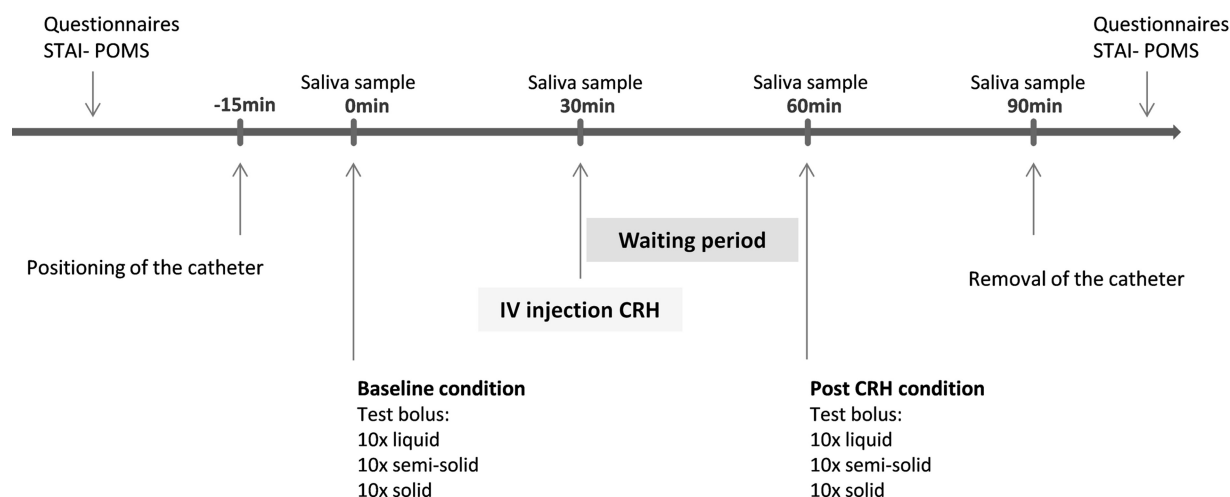 Questionnaires
STAI- POMS
Questionnaires
STAI- POMS
Saliva sample
Saliva sample
Saliva sample
Saliva sample
-15min
0min
30min
60min
90min
Waiting period
Positioning of the catheter
Removal of the catheter
IV injection CRH
Baseline condition
Test bolus:
10x liquid
10x semi-solid
10x solid
Post CRH condition
Test bolus:
10x liquid
10x semi-solid
10x solid